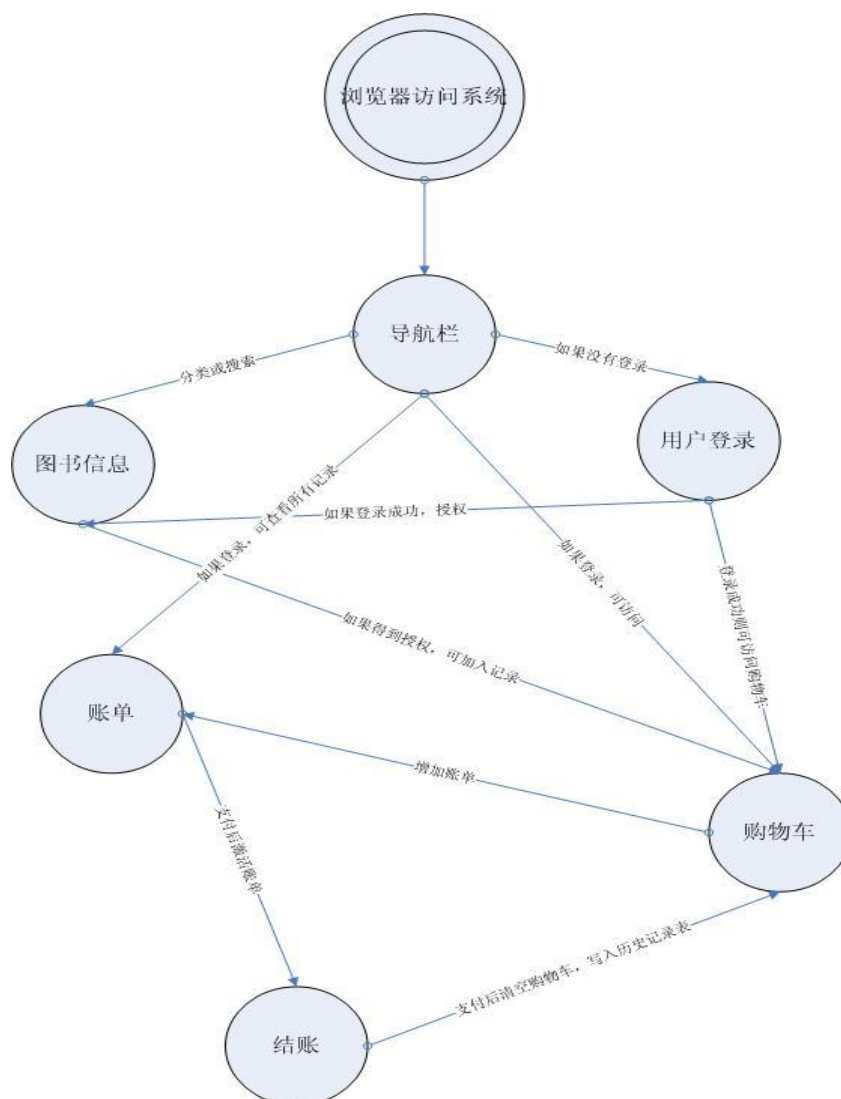 浏览器访问系统
导航栏
分类或搜索
如果没有登录
图书信息
用户登录
如果登录，可查看所有记录
如果登录成功，授权
如果登录，可访问
登录成功则可访问购物车
如果得到授权，可加入记录
账单
增加账单
购物车
支付后激活账单
支付后清空购物车，写入历史记录表
结账